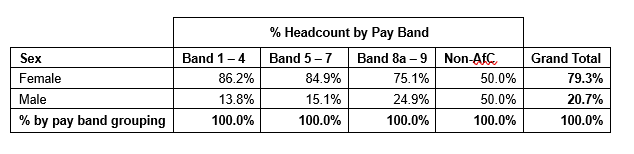 % Headcount by Pay Band
Sex Band 1 – 4 Band 5 – 7 Band 8a – 9 Non-AfC Grand Total
Female 86.2% 84.9% 75.1% 50.0% 79.3%
Male 13.8% 15.1% 24.9% 50.0% 20.7%
% by pay band grouping 100.0% 100.0% 100.0% 100.0% 100.0%